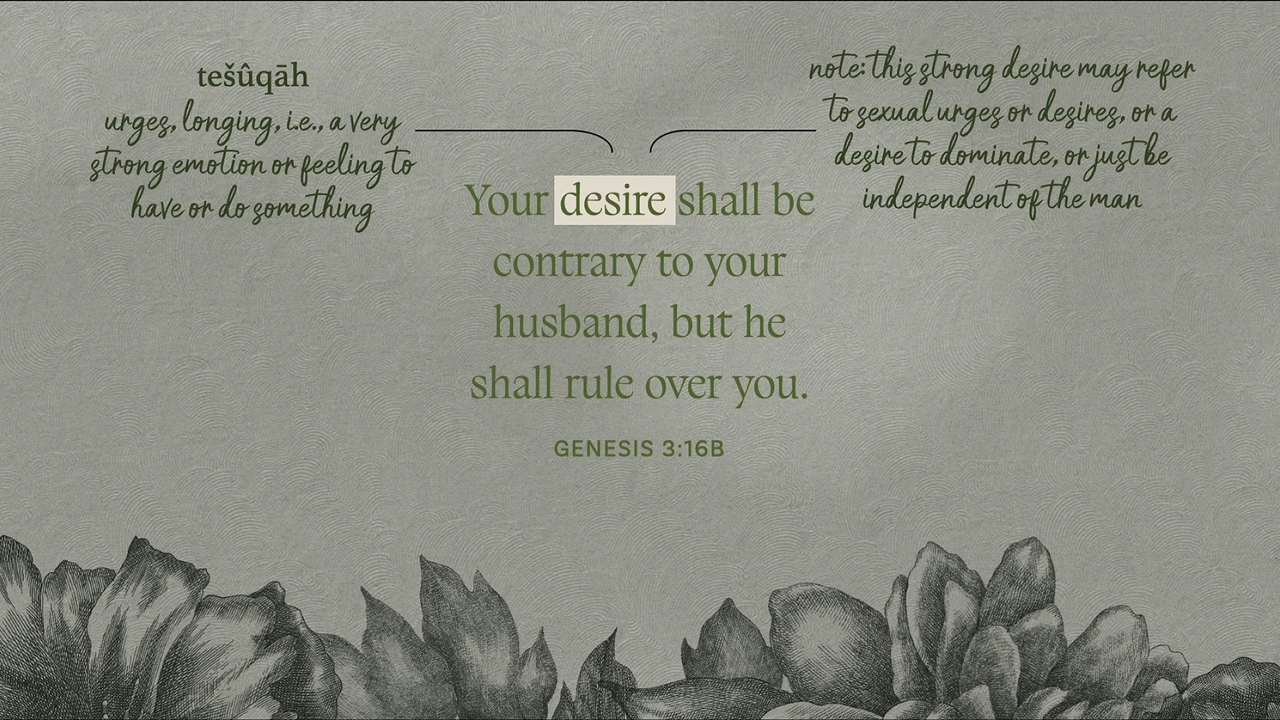 tešûqāh
urges, longing, i.e., a very
strong emotion or feeling to
have or do something
note: this strong desire may refer
to sexual urges or desires, or a
desire to dominate, or just be
independent of the man
Your desire shall be
contrary to your
husband, but he
shall rule over you.
GENESIS 3:16B